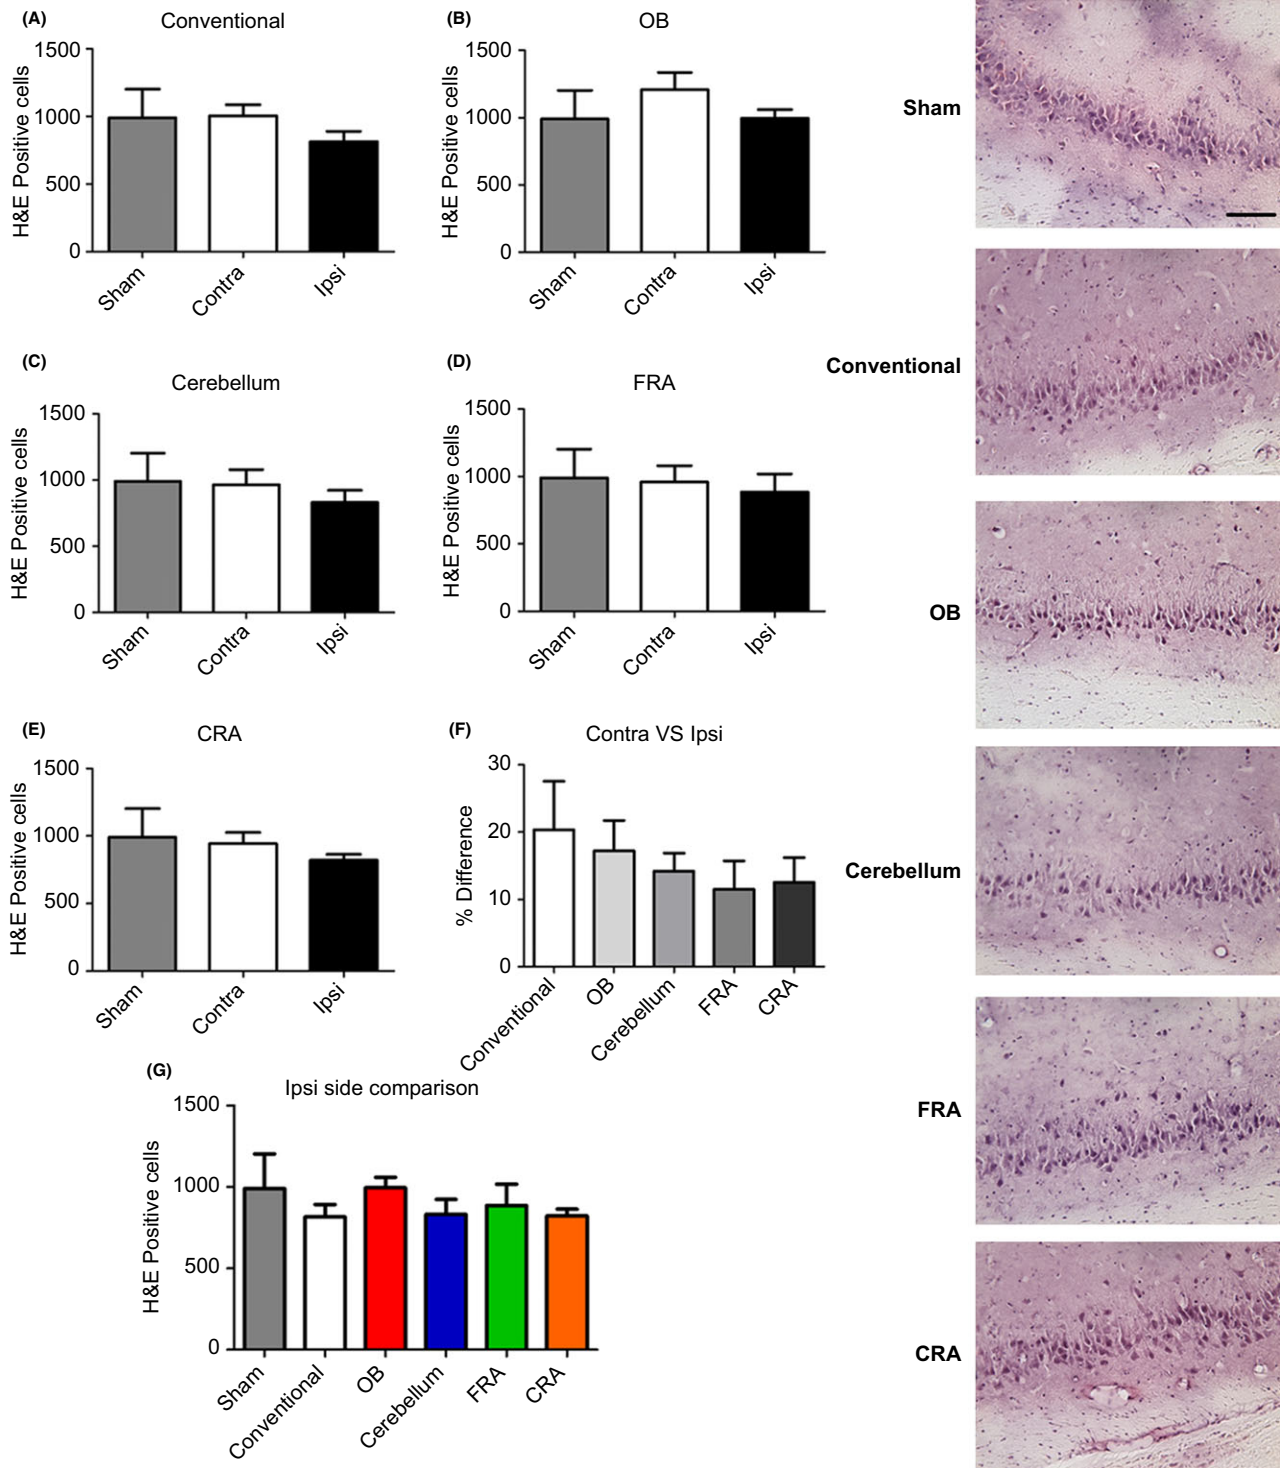 (A) Conventional
H&E Positive cells
1500
1000
500
0
Sham Contra Ipsi
(B) OB
H&E Positive cells
1500
1000
500
0
Sham Contra Ipsi
(C) Cerebellum
H&E Positive cells
1500
1000
500
0
Sham Contra Ipsi
(D) FRA
H&E Positive cells
1500
1000
500
0
Sham Contra Ipsi
(E) CRA
H&E Positive cells
1500
1000
500
0
Sham Contra Ipsi
(F) Contra VS Ipsi
% Difference
30
20
10
0
Conventional OB Cerebellum FRA CRA
(G) Ipsi side comparison
H&E Positive cells
1500
1000
500
0
Sham Conventional OB Cerebellum FRA CRA
Sham
Conventional
OB
Cerebellum
FRA
CRA